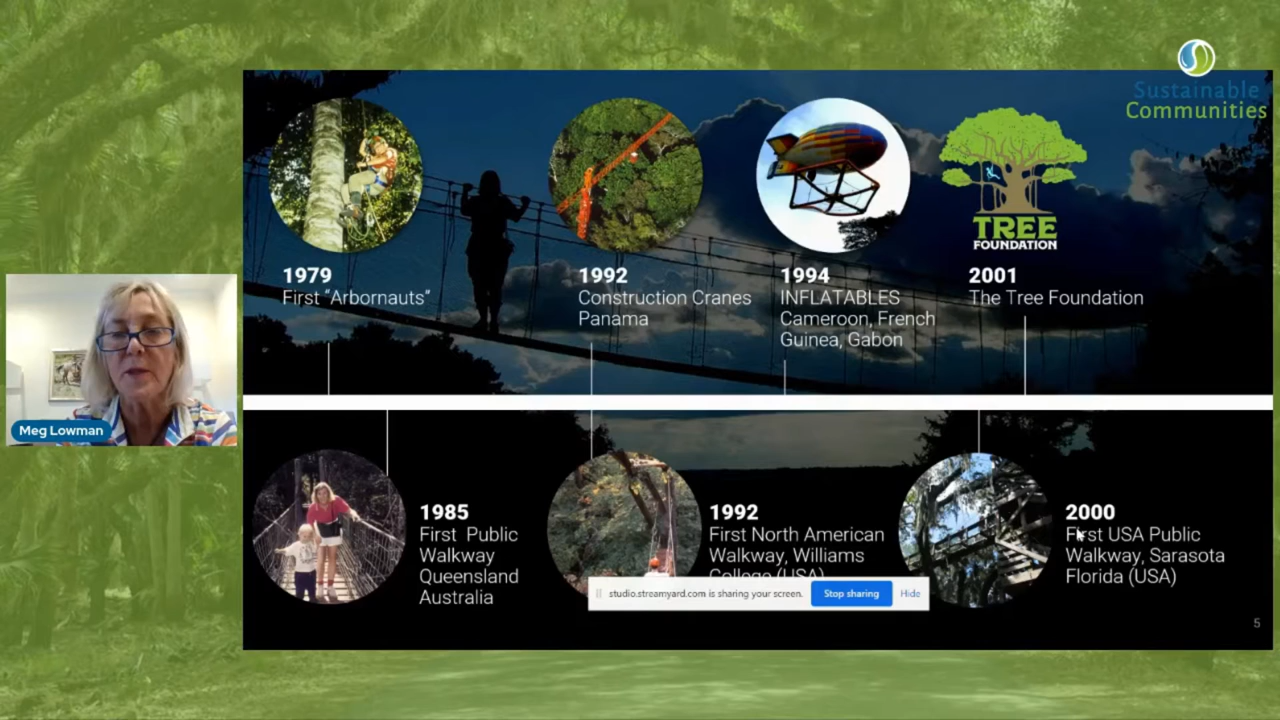 Sustainable
Communities
TREE
FOUNDATION
1979
First “Arbornauts”
1992
Construction Cranes
Panama
1994
INFLATABLES
Cameroon, French
Guinea, Gabon
2001
The Tree Foundation
Meg Lowman
1985
First Public
Walkway
Queensland
Australia
1992
First North American
Walkway, Williams
College (USA)
2000
First USA Public
Walkway, Sarasota
Florida (USA)
studio.streamyard.com is sharing your screen.
Stop sharing
Hide
5